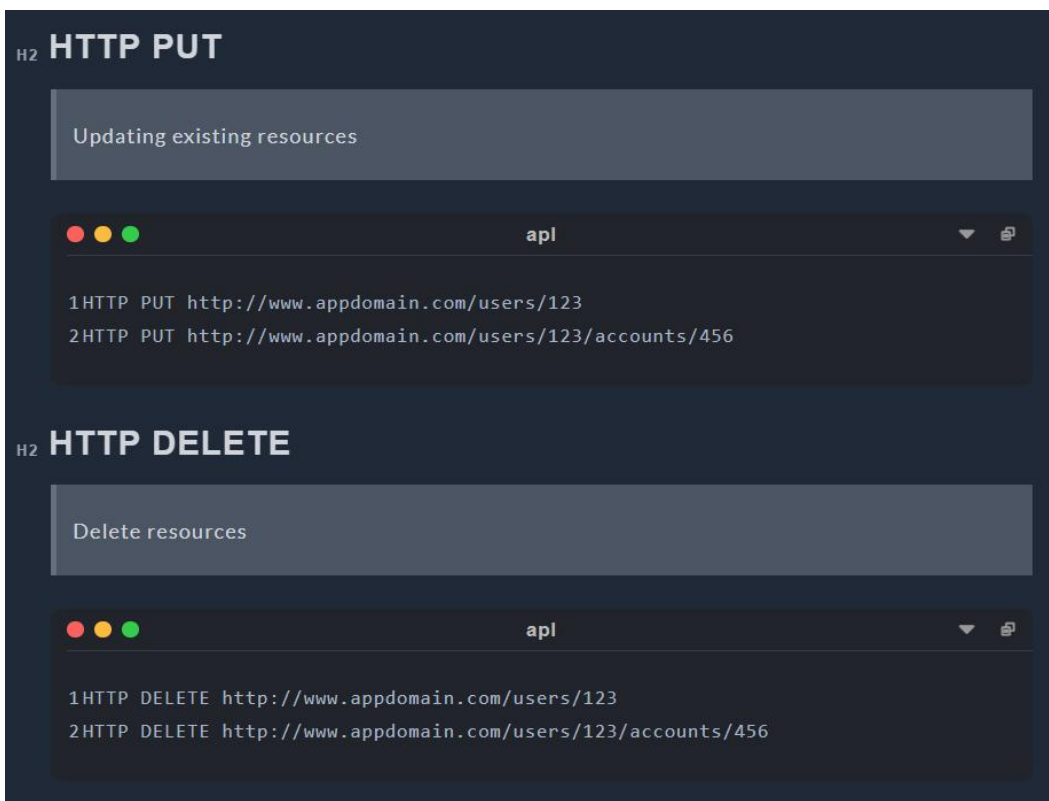 H2 HTTP PUT
Updating existing resources
apl
1HTTP PUT http://www.appdomain.com/users/123
2HTTP PUT http://www.appdomain.com/users/123/accounts/456
H2 HTTP DELETE
Delete resources
apl
1HTTP DELETE http://www.appdomain.com/users/123
2HTTP DELETE http://www.appdomain.com/users/123/accounts/456